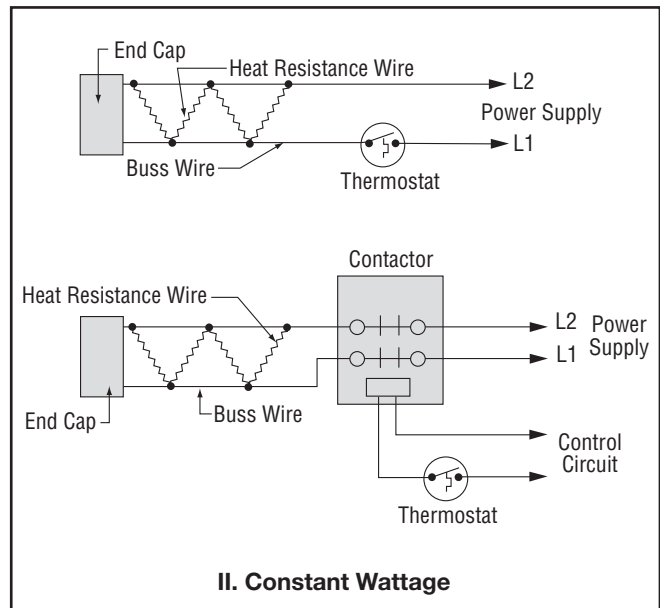 End Cap
Heat Resistance Wire
L2
Power Supply
L1
Buss Wire
Thermostat
Contactor
Heat Resistance Wire
L2 Power
L1 Supply
End Cap
Buss Wire
Control
Circuit
Thermostat
II. Constant Wattage